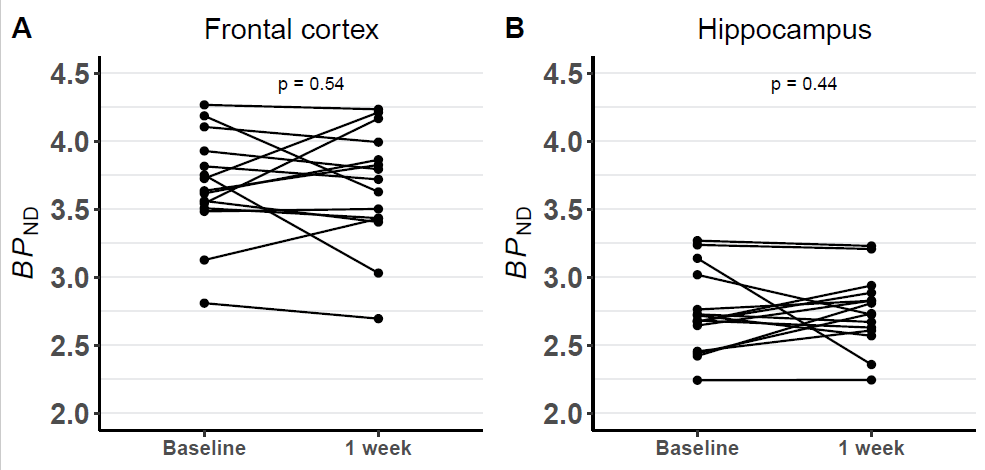 A Frontal cortex
p = 0.54
4.5
4.0
3.5
3.0
2.5
2.0
BPND
Baseline 1 week
B Hippocampus
p = 0.44
4.5
4.0
3.5
3.0
2.5
2.0
BPND
Baseline 1 week